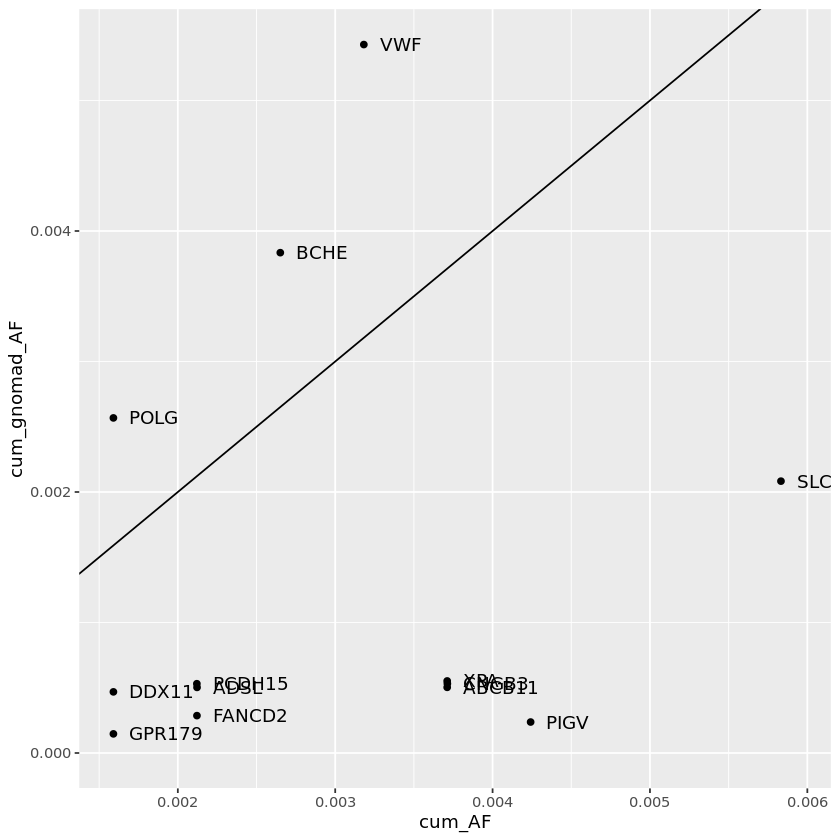 VWF
0.004
BCHE
POLG
0.002
SLC
PCDH15
ADSL
DDX11
XPA
CNGB3
ABCB11
FANCD2
PIGV
GPR179
0.000
0.002
0.003
0.004
0.005
0.006
cum_AF
cum_gnomad_AF